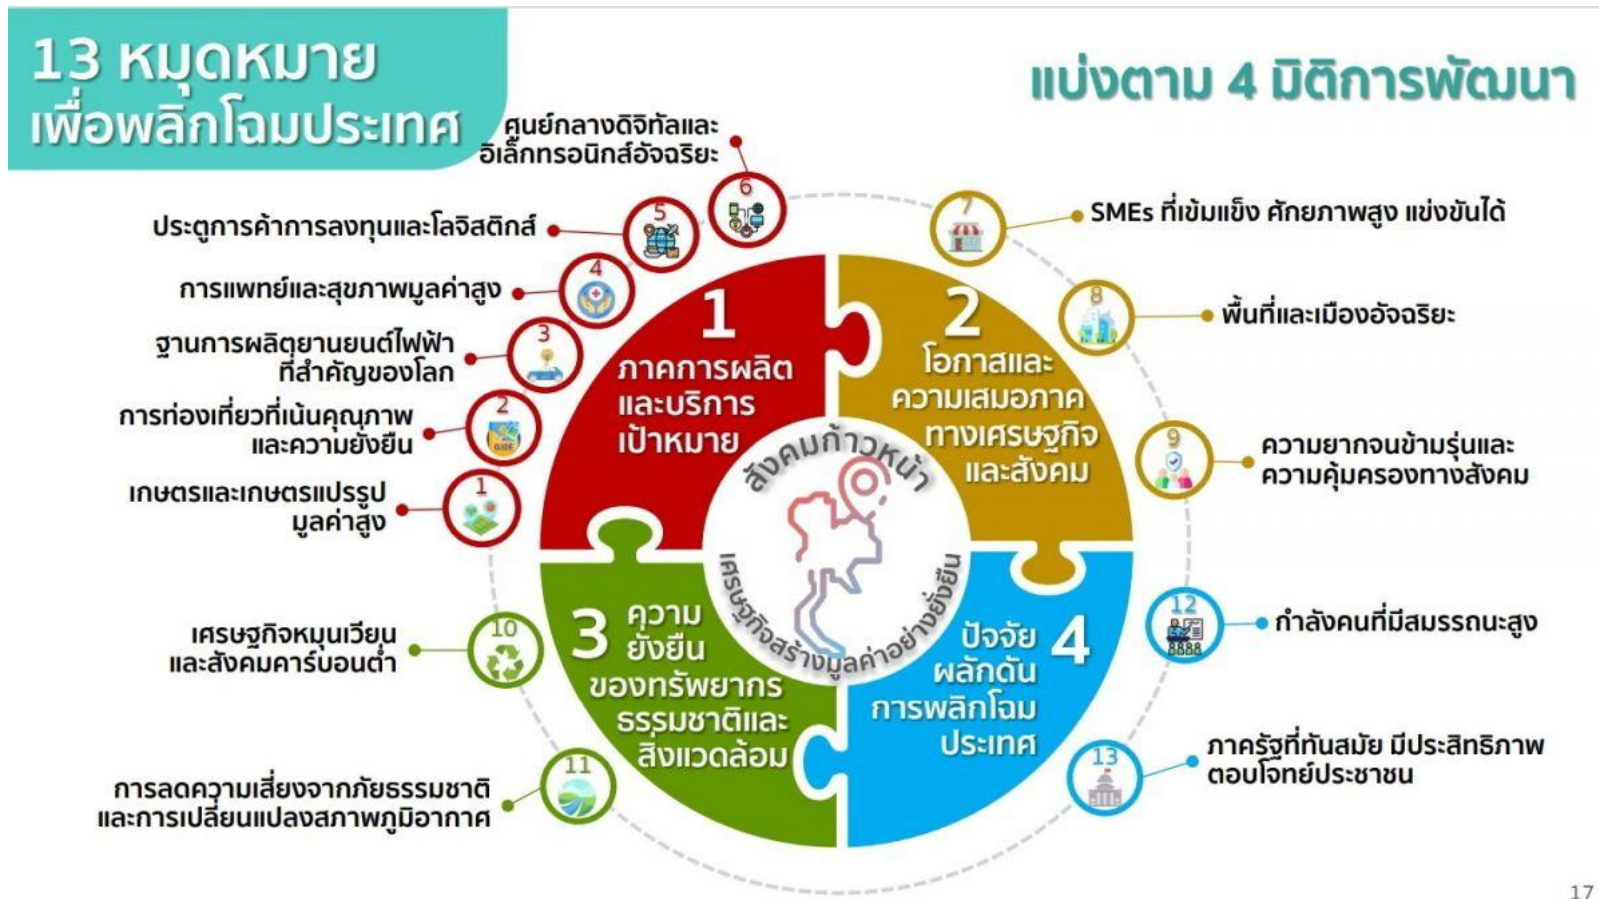 13 หมุดหมาย
เพื่อพลิกโฉมประเทศ
แบ่งตาม 4 มิติการพัฒนา
ศูนย์กลางดิจิทัลและ
อิเล็กทรอนิกส์อัจฉริยะ
6
ประตูการค้าการลงทุนและโลจิสติกส์
5
การแพทย์และสุขภาพมูลค่าสูง
4
ฐานการผลิตยานยนต์ไฟฟ้า
ที่สำคัญของโลก
3
การท่องเที่ยวที่เน้นคุณภาพ
และความยั่งยืน
2
GUIDE
เกษตรและเกษตรแปรรูป
มูลค่าสูง
1
1
ภาคการผลิต
และบริการ
เป้าหมาย
2
โอกาสและ
ความเสมอภาค
ทางเศรษฐกิจ
และสังคม
7
SMEs ที่เข้มแข็ง ศักยภาพสูง แข่งขันได้
8
พื้นที่และเมืองอัจฉริยะ
9
ความยากจนข้ามรุ่นและ
ความคุ้มครองทางสังคม
สังคมก้าวหน้า
เศรษฐกิจสร้างมูลค่าอย่างยั่งยืน
3
ความ
ยั่งยืน
ของทรัพยากร
ธรรมชาติและ
สิ่งแวดล้อม
10
เศรษฐกิจหมุนเวียน
และสังคมคาร์บอนต่ำ
11
การลดความเสี่ยงจากภัยธรรมชาติ
และการเปลี่ยนแปลงสภาพภูมิอากาศ
4
ปัจจัย
ผลักดัน
การพลิกโฉม
ประเทศ
12
กำลังคนที่มีสมรรถนะสูง
13
ภาครัฐที่ทันสมัย มีประสิทธิภาพ
ตอบโจทย์ประชาชน
17